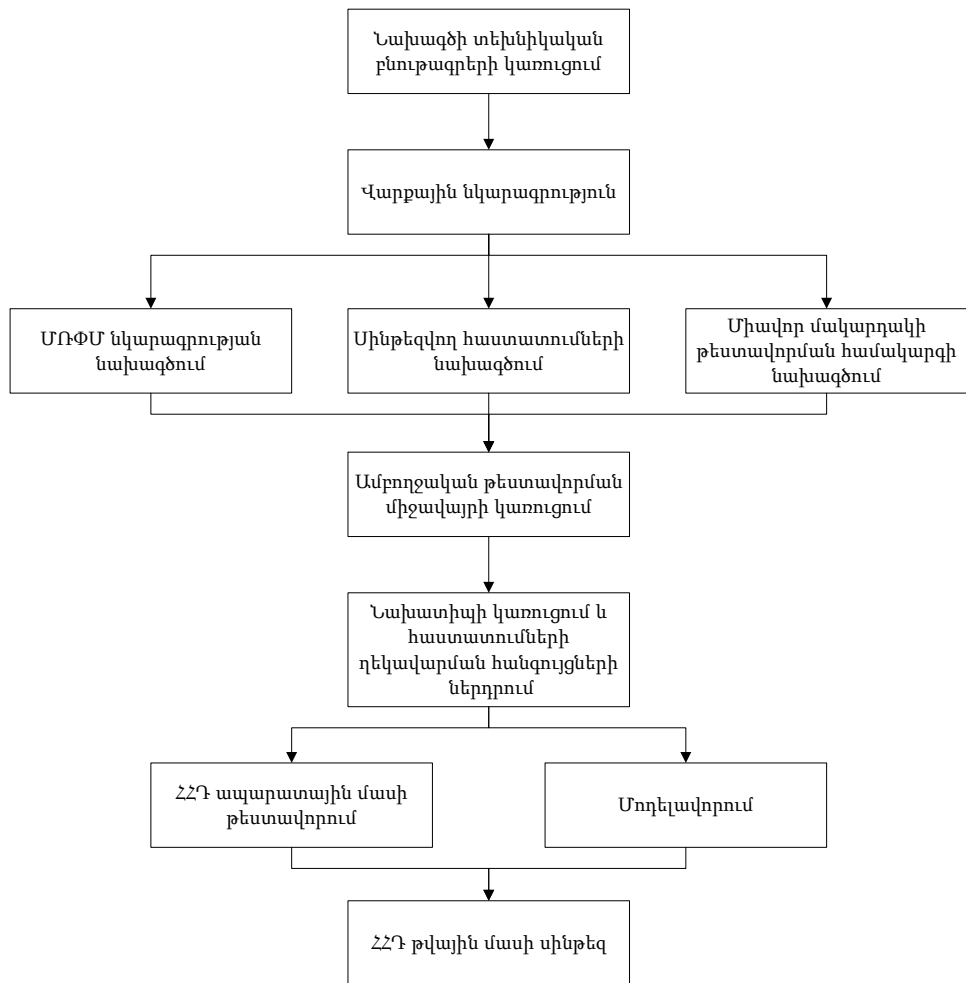 Նախագծի տեխնիկական
բնութագրերի կառուցում
Վարքային նկարագրություն
ՄՌՓՄ նկարագրության
նախագծում
Սինթեզվող հաստատումների
նախագծում
Միավոր մակարդակի
թեստավորման համակարգի
նախագծում
Ամբողջական թեստավորման
միջավայրի կառուցում
Նախատիպի կառուցում և
հաստատումների
ղեկավարման հանգույցների
ներդրում
ՀՀԴ ապարատային մասի
թեստավորում
Մոդելավորում
ՀՀԴ թվային մասի սինթեզ